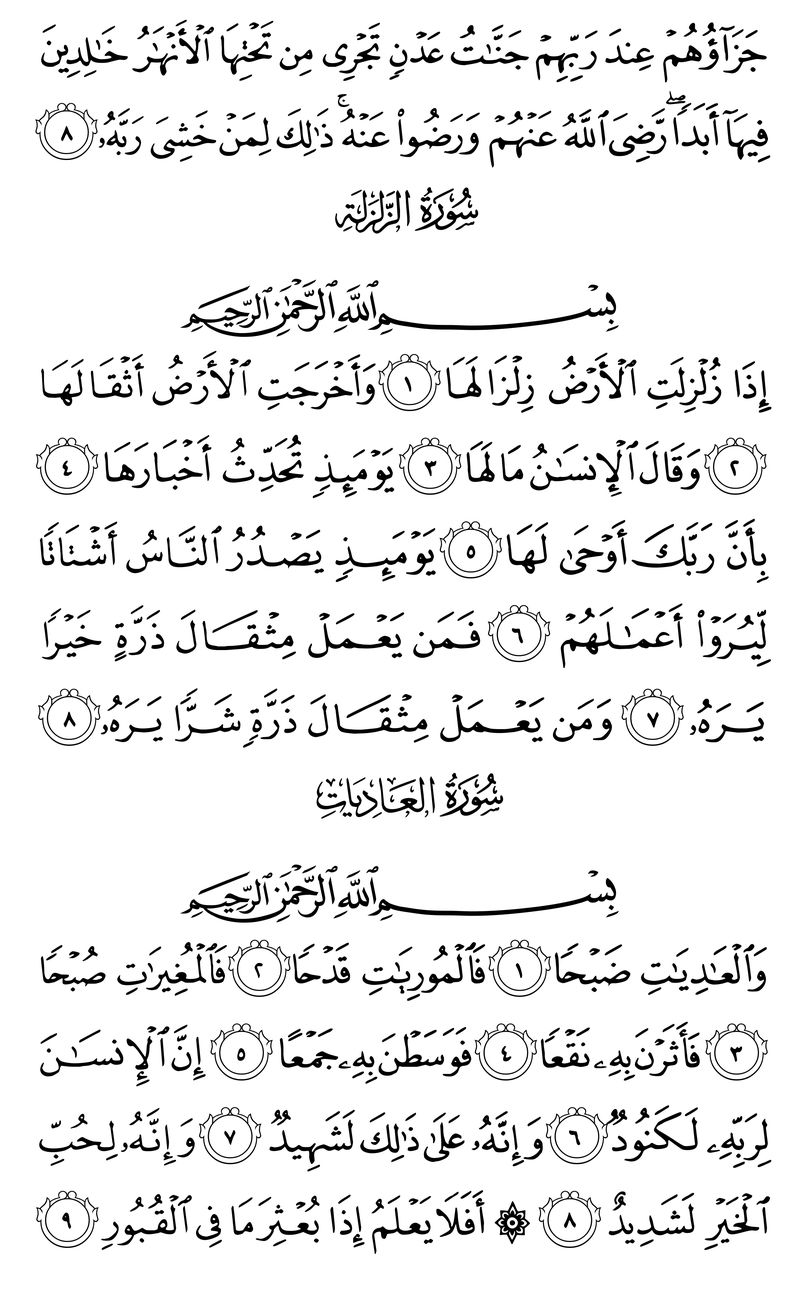 جَزَآؤُهُمۡ عِندَ رَبِّهِمۡ جَنَّٰتُ عَدۡنٖ تَجۡرِي مِن تَحۡتِهَا ٱلۡأَنۡهَٰرُ خَٰلِدِينَ
فِيهَآ أَبَدٗاۖ رَّضِيَ ٱللَّهُ عَنۡهُمۡ وَرَضُواْ عَنۡهُۚ ذَٰلِكَ لِمَنۡ خَشِيَ رَبَّهُۥ ٨
سُورَةُ الزَّلۡزَلَةِ
بِسۡمِ ٱللَّهِ ٱلرَّحۡمَٰنِ ٱلرَّحِيمِ
إِذَا زُلۡزِلَتِ ٱلۡأَرۡضُ زِلۡزَالَهَا ١ وَأَخۡرَجَتِ ٱلۡأَرۡضُ أَثۡقَالَهَا
٢ وَقَالَ ٱلۡإِنسَٰنُ مَا لَهَا ٣ يَوۡمَئِذٖ تُحَدِّثُ أَخۡبَارَهَا ٤
بِأَنَّ رَبَّكَ أَوۡحَىٰ لَهَا ٥ يَوۡمَئِذٖ يَصۡدُرُ ٱلنَّاسُ أَشۡتَاتٗا
لِّيُرَوۡاْ أَعۡمَٰلَهُمۡ ٦ فَمَن يَعۡمَلۡ مِثۡقَالَ ذَرَّةٍ خَيۡرٗا
يَرَهُۥ ٧ وَمَن يَعۡمَلۡ مِثۡقَالَ ذَرَّةٖ شَرّٗا يَرَهُۥ ٨
سُورَةُ العَادِيَاتِ
بِسۡمِ ٱللَّهِ ٱلرَّحۡمَٰنِ ٱلرَّحِيمِ
وَٱلۡعَٰدِيَٰتِ ضَبۡحٗا ١ فَٱلۡمُورِيَٰتِ قَدۡحٗا ٢ فَٱلۡمُغِيرَٰتِ صُبۡحٗا
٣ فَأَثَرۡنَ بِهِۦ نَقۡعٗا ٤ فَوَسَطۡنَ بِهِۦ جَمۡعًا ٥ إِنَّ ٱلۡإِنسَٰنَ
لِرَبِّهِۦ لَكَنُودٞ ٦ وَإِنَّهُۥ عَلَىٰ ذَٰلِكَ لَشَهِيدٞ ٧ وَإِنَّهُۥ لِحُبِّ
ٱلۡخَيۡرِ لَشَدِيدٌ ٨ ۞ أَفَلَا يَعۡلَمُ إِذَا بُعۡثِرَ مَا فِي ٱلۡقُبُورِ ٩